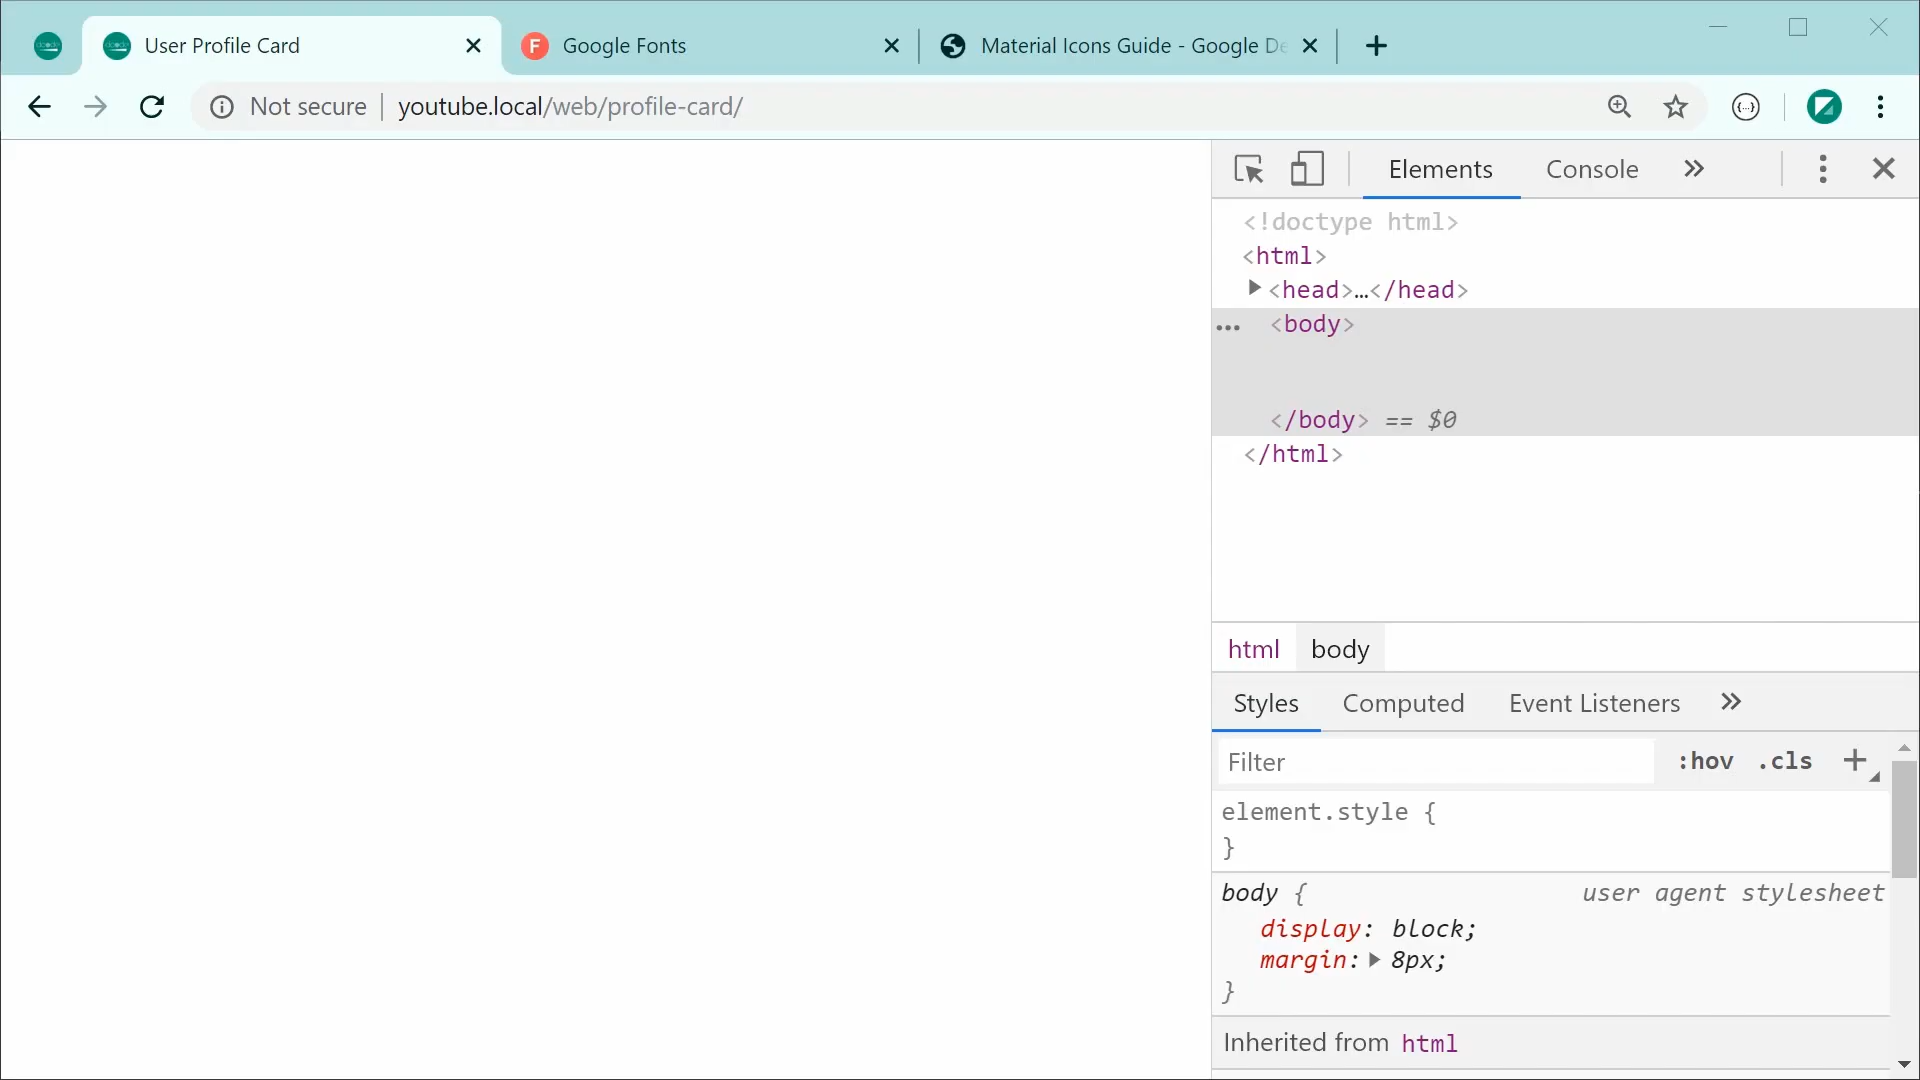 User Profile Card
Google Fonts
Material Icons Guide - Google De
Not secure | youtube.local/web/profile-card/
Elements Console
<!doctype html>
<html>
<head>…</head>
<body>
</body> == $0
</html>
html body
Styles Computed Event Listeners
Filter :hov .cls
element.style {
}
body { user agent stylesheet
display: block;
margin: 8px;
}
Inherited from html